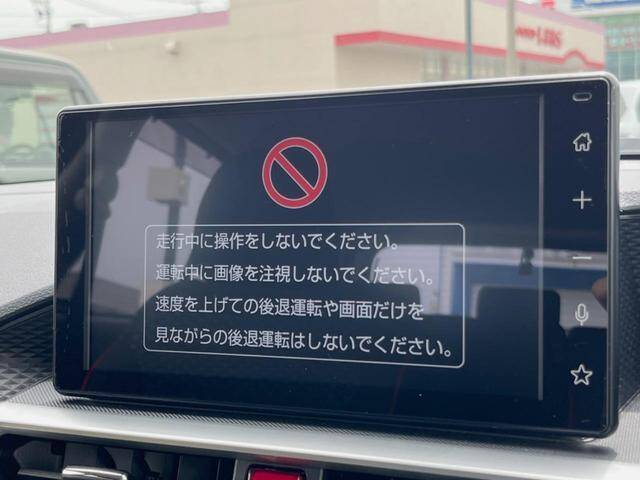 走行中に操作をしないでください。
運転中に画像を注視しないでください。
速度を上げての後退運転や画面だけを
見ながらの後退運転はしないでください。